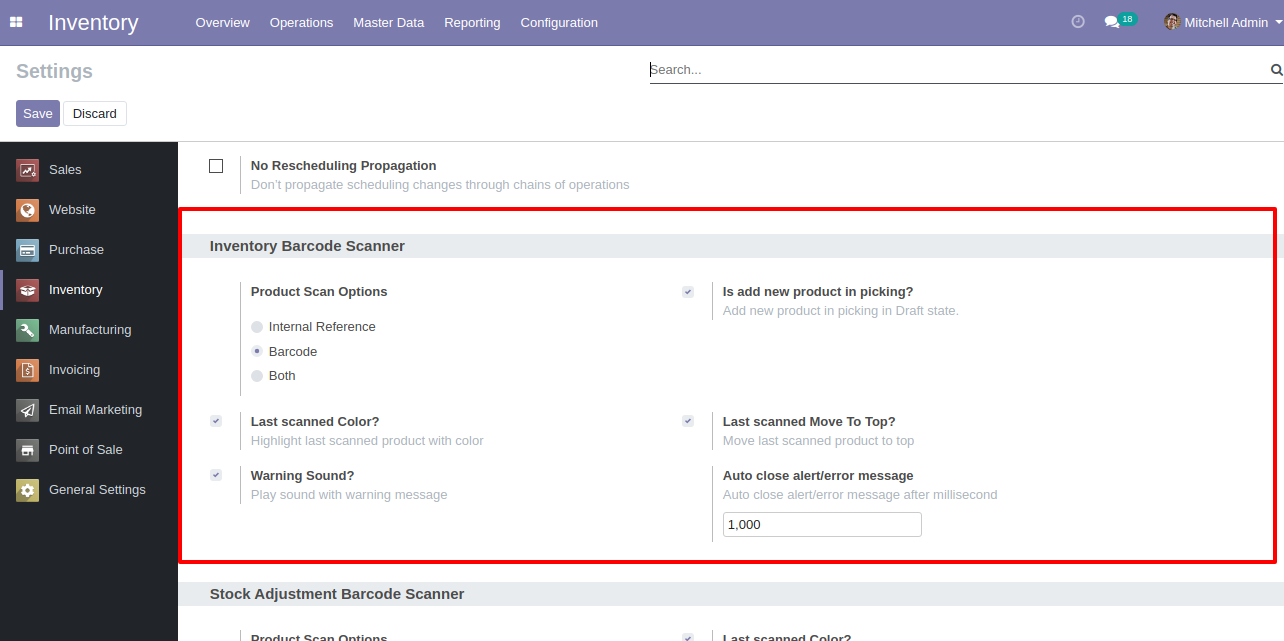 Inventory Overview Operations Master Data Reporting Configuration 18 Mitchell Admin
Settings Search...
Save Discard
Sales
Website
Purchase
Inventory
Manufacturing
Invoicing
Email Marketing
Point of Sale
General Settings
No Rescheduling Propagation
Don't propagate scheduling changes through chains of operations
Inventory Barcode Scanner
Product Scan Options
Internal Reference
Barcode
Both
Is add new product in picking?
Add new product in picking in Draft state.
Last scanned Color?
Highlight last scanned product with color
Last scanned Move To Top?
Move last scanned product to top
Warning Sound?
Play sound with warning message
Auto close alert/error message
Auto close alert/error message after millisecond
1,000
Stock Adjustment Barcode Scanner
Product Scan Options
Last scanned Color?